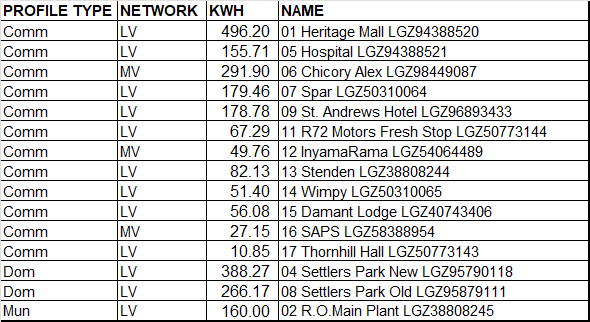 PROFILE TYPE NETWORK KWH NAME
Comm LV 496.20 01 Heritage Mall LGZ94388520
Comm LV 155.71 05 Hospital LGZ94388521
Comm MV 291.90 06 Chicory Alex LGZ98449087
Comm LV 179.46 07 Spar LGZ50310064
Comm LV 178.78 09 St. Andrews Hotel LGZ96893433
Comm LV 67.29 11 R72 Motors Fresh Stop LGZ50773144
Comm MV 49.76 12 InyamaRama LGZ54064489
Comm LV 82.13 13 Stenden LGZ38808244
Comm LV 51.40 14 Wimpy LGZ50310065
Comm LV 56.08 15 Damant Lodge LGZ40743406
Comm MV 27.15 16 SAPS LGZ58388954
Comm LV 10.85 17 Thornhill Hall LGZ50773143
Dom LV 388.27 04 Settlers Park New LGZ95790118
Dom LV 266.17 08 Settlers Park Old LGZ95879111
Mun LV 160.00 02 R.O.Main Plant LGZ38808245